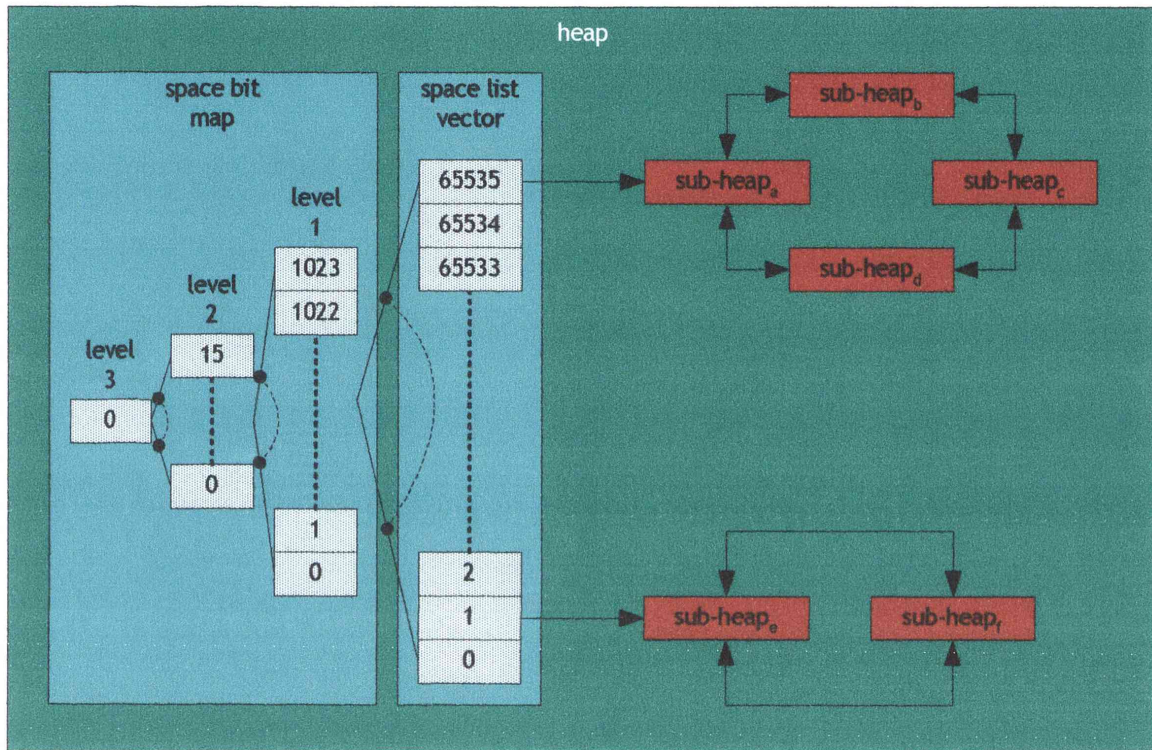 heap
space bit
map
space list
vector
level
3
0
level
2
15
0
level
1
1023
1022
1
0
65535
65534
65533
2
1
0
sub-heap_b
sub-heap_a
sub-heap_c
sub-heap_d
sub-heap_e
sub-heap_f